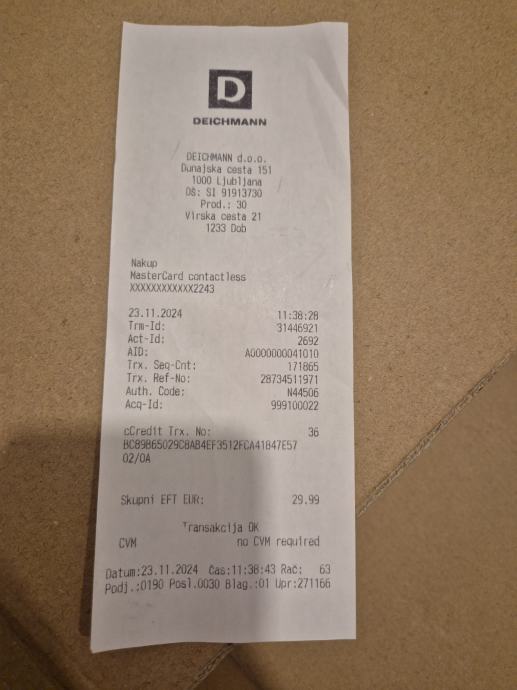 D
DEICHMANN
DEICHMANN d.o.o.
Dunajska cesta 151
1000 Ljubljana
DŠ: SI 91913730
Prod.: 30
Virska cesta 21
1233 Dob
Nakup
MasterCard contactless
XXXXXXXXXXXX2243
23.11.2024 11:38:28
Trm-Id: 31446921
Act-Id: 2692
AID: A0000000041010
Trx. Seq-Cnt: 171865
Trx. Ref-No: 28734511971
Auth. Code: N44506
Acq-Id: 999100022
cCredit Trx. No: 36
BC89B65029C8AB4EF3512FCA41847E57
02/0A
Skupni EFT EUR: 29.99
Transakcija OK
CVM no CVM required
Datum:23.11.2024 Čas:11:38:43 Rač: 63
Podj.:0190 Posl.0030 Blag.:01 Upr:271166